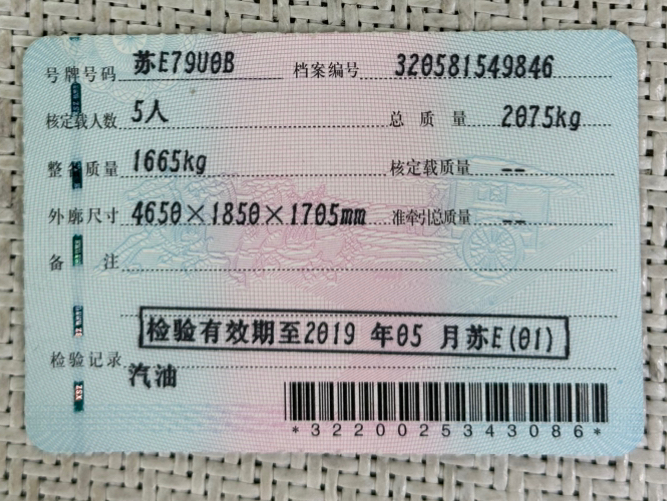 号牌号码 苏E79U0B 档案编号 320581549846
核定载人数 5人 总质量 2075kg
整备质量 1665kg 核定载质量 --
外廓尺寸 4650×1850×1705mm 准牵引总质量 --
备注
检验有效期至2019 年05 月苏E(01)
检验记录
汽油
*3220025343086*